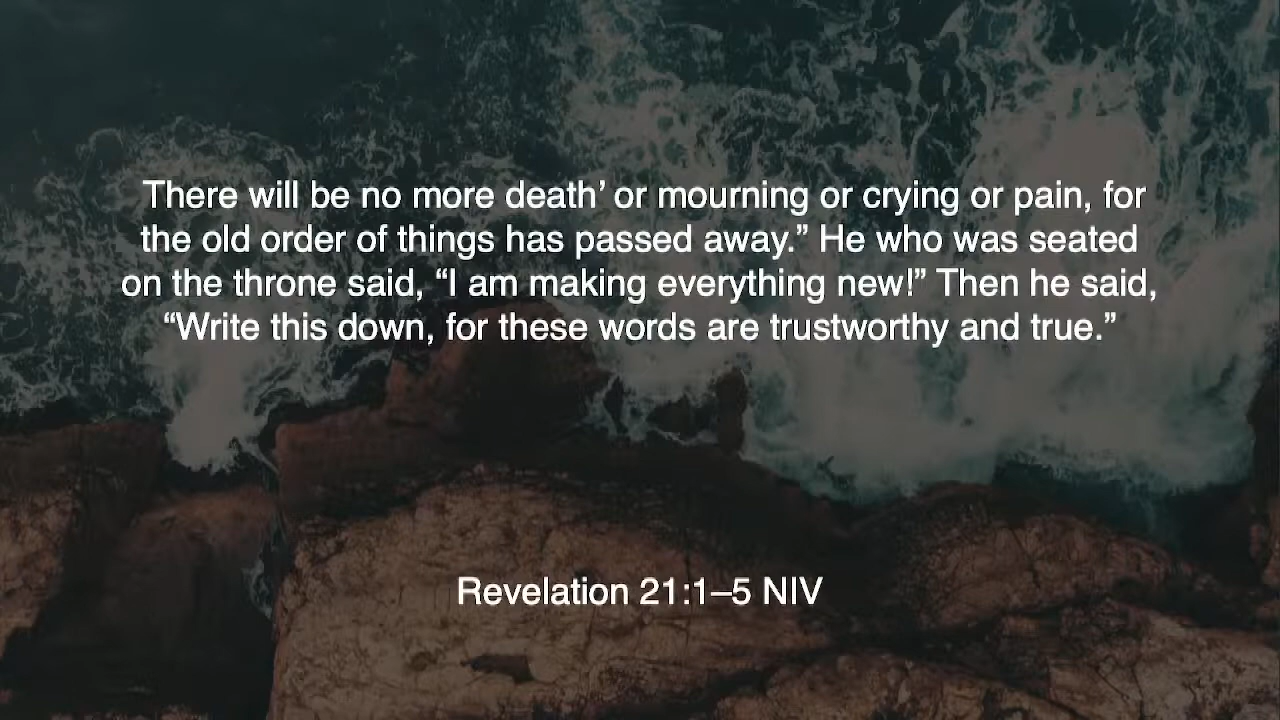 There will be no more death’ or mourning or crying or pain, for
the old order of things has passed away.” He who was seated
on the throne said, “I am making everything new!” Then he said,
“Write this down, for these words are trustworthy and true.”
Revelation 21:1–5 NIV